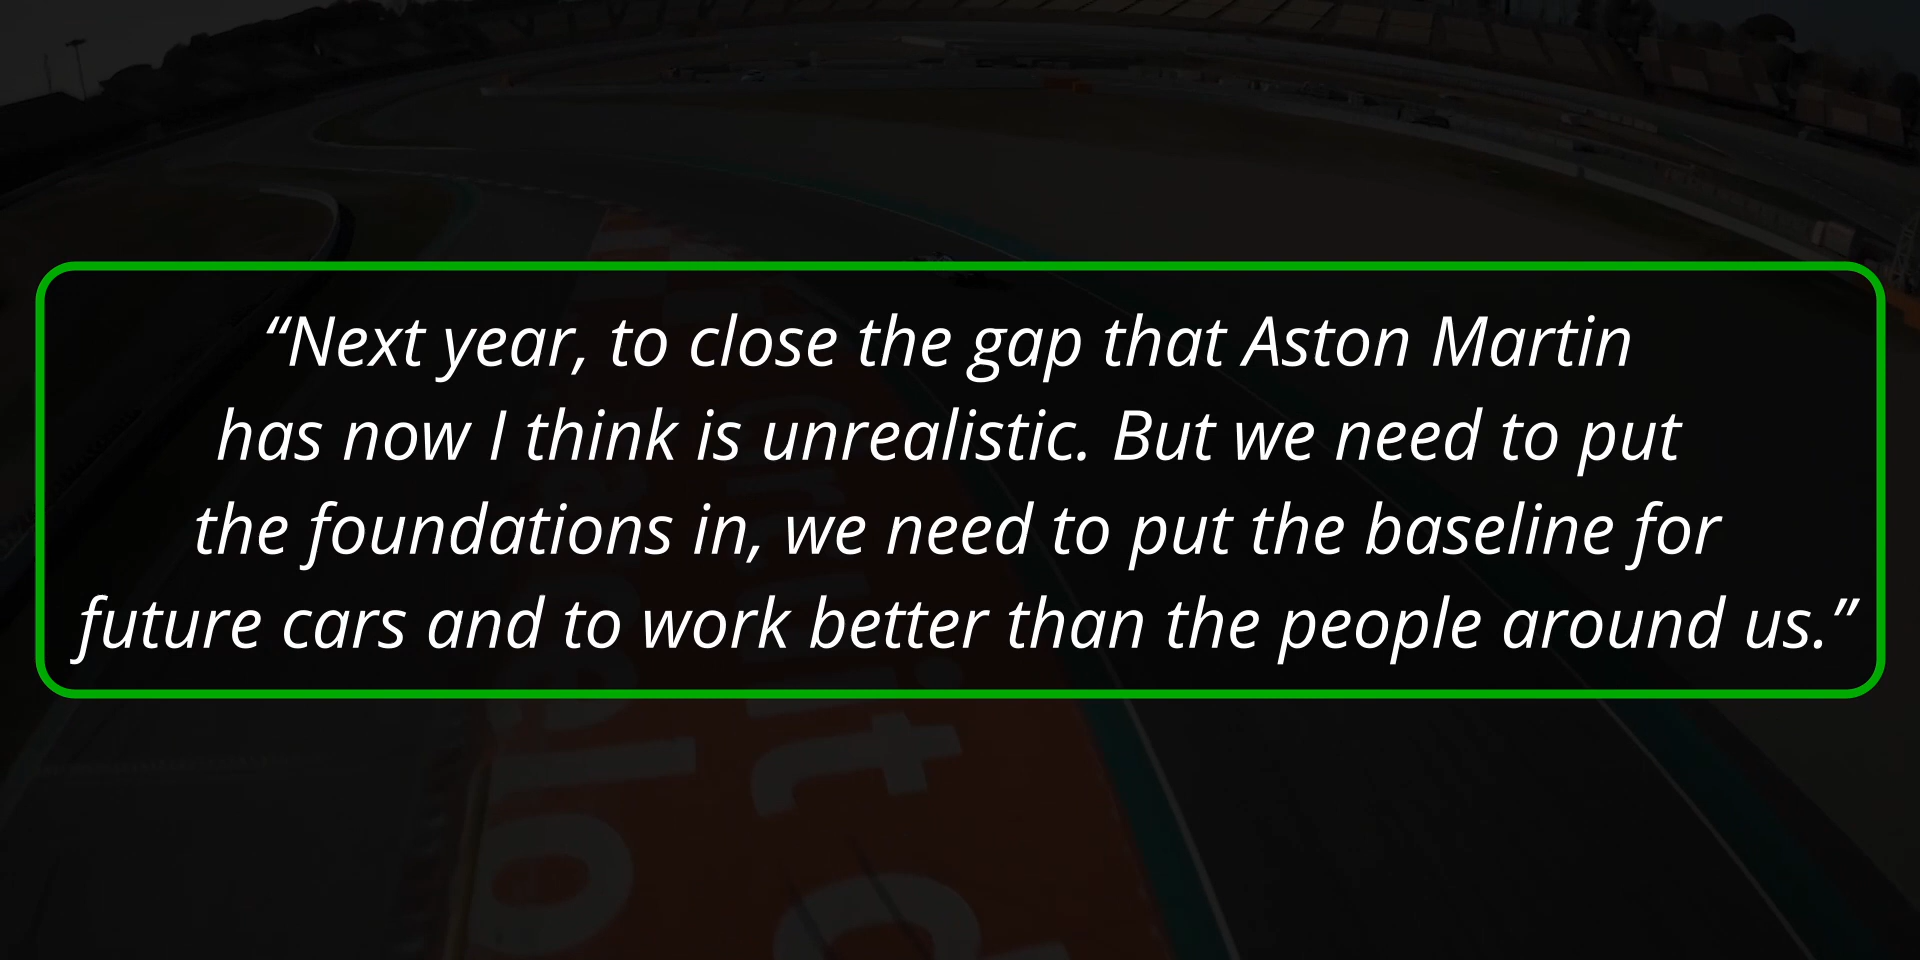 “Next year, to close the gap that Aston Martin
has now I think is unrealistic. But we need to put
the foundations in, we need to put the baseline for
future cars and to work better than the people around us.”